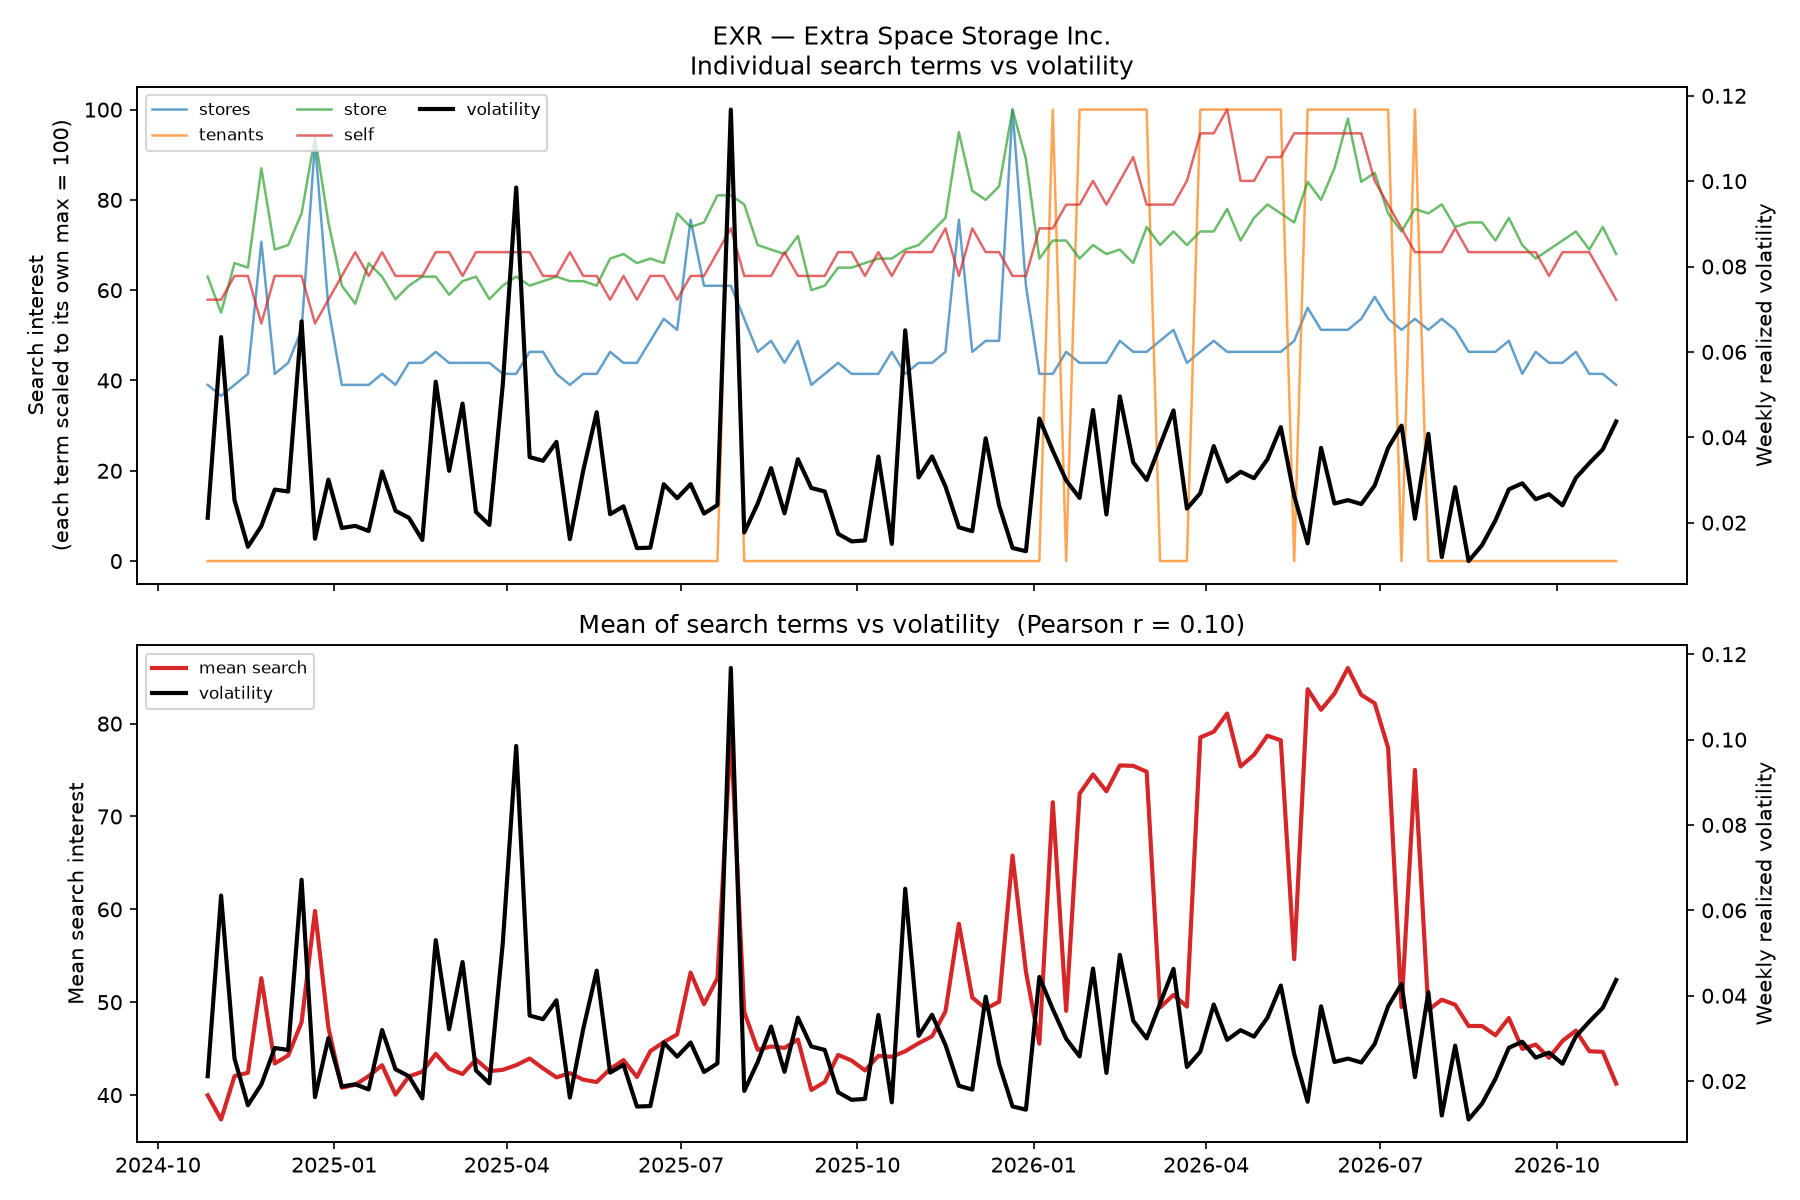 EXR — Extra Space Storage Inc.
Individual search terms vs volatility
stores
tenants
store
self
volatility
100
80
60
40
20
0
Search interest
(each term scaled to its own max = 100)
0.12
0.10
0.08
0.06
0.04
0.02
Weekly realized volatility
Mean of search terms vs volatility (Pearson r = 0.10)
mean search
volatility
80
70
60
50
40
Mean search interest
0.12
0.10
0.08
0.06
0.04
0.02
Weekly realized volatility
2024-10 2025-01 2025-04 2025-07 2025-10 2026-01 2026-04 2026-07 2026-10